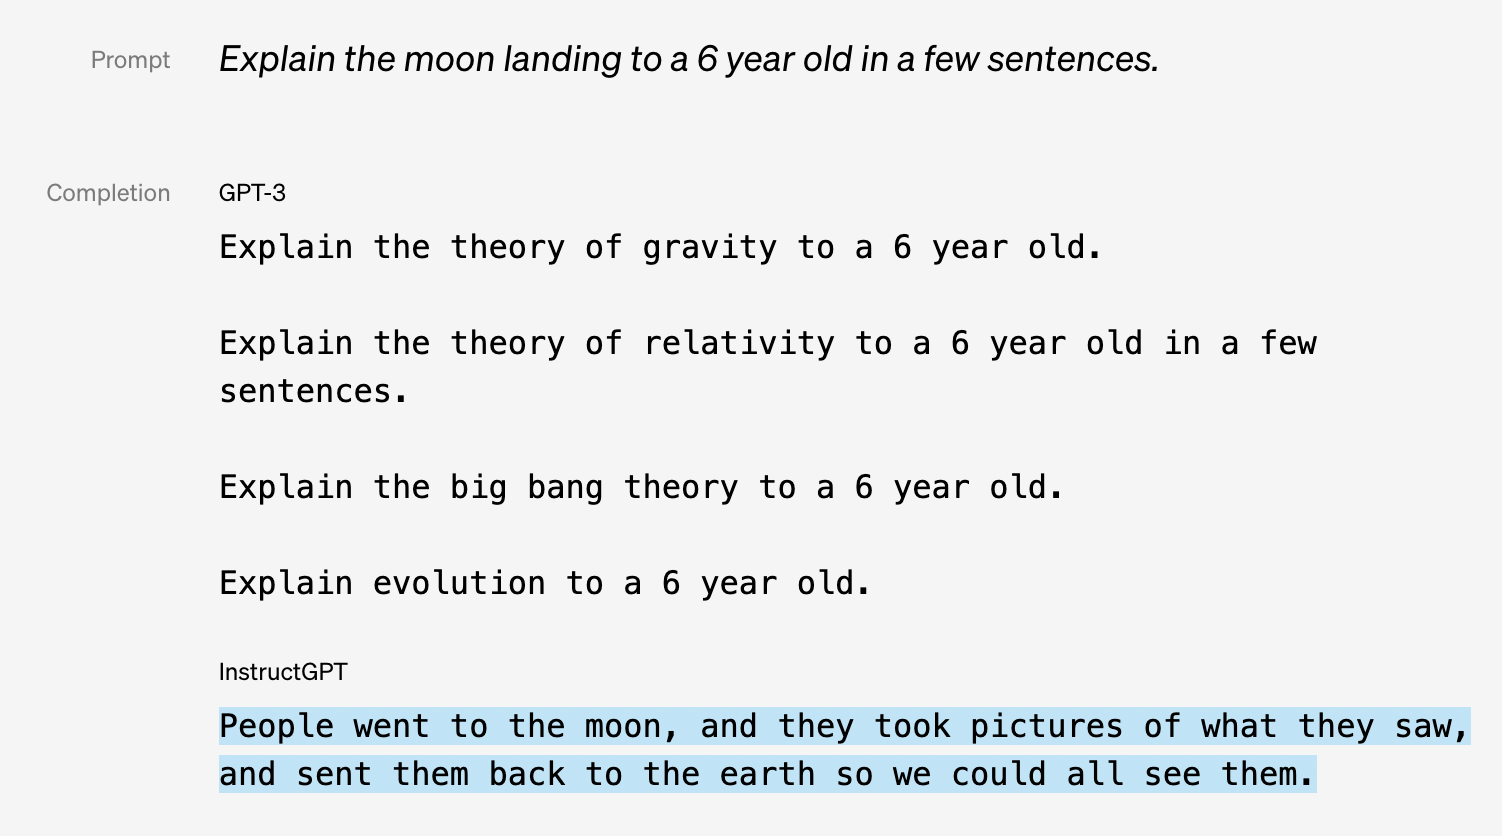 Prompt
Explain the moon landing to a 6 year old in a few sentences.
Completion
GPT-3
Explain the theory of gravity to a 6 year old.
Explain the theory of relativity to a 6 year old in a few
sentences.
Explain the big bang theory to a 6 year old.
Explain evolution to a 6 year old.
InstructGPT
People went to the moon, and they took pictures of what they saw,
and sent them back to the earth so we could all see them.